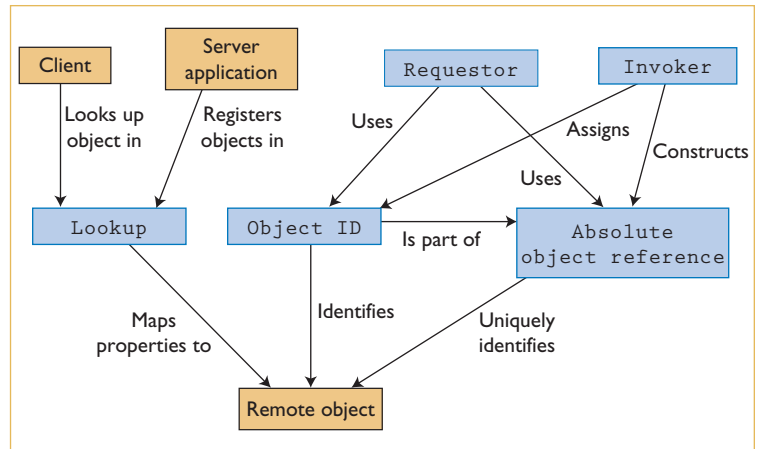 Client
Server
application
Requestor
Invoker
Looks up
object in
Registers
objects in
Uses
Assigns
Uses
Constructs
Lookup
Object ID
Is part of
Absolute
object reference
Maps
properties to
Identifies
Uniquely
identifies
Remote object